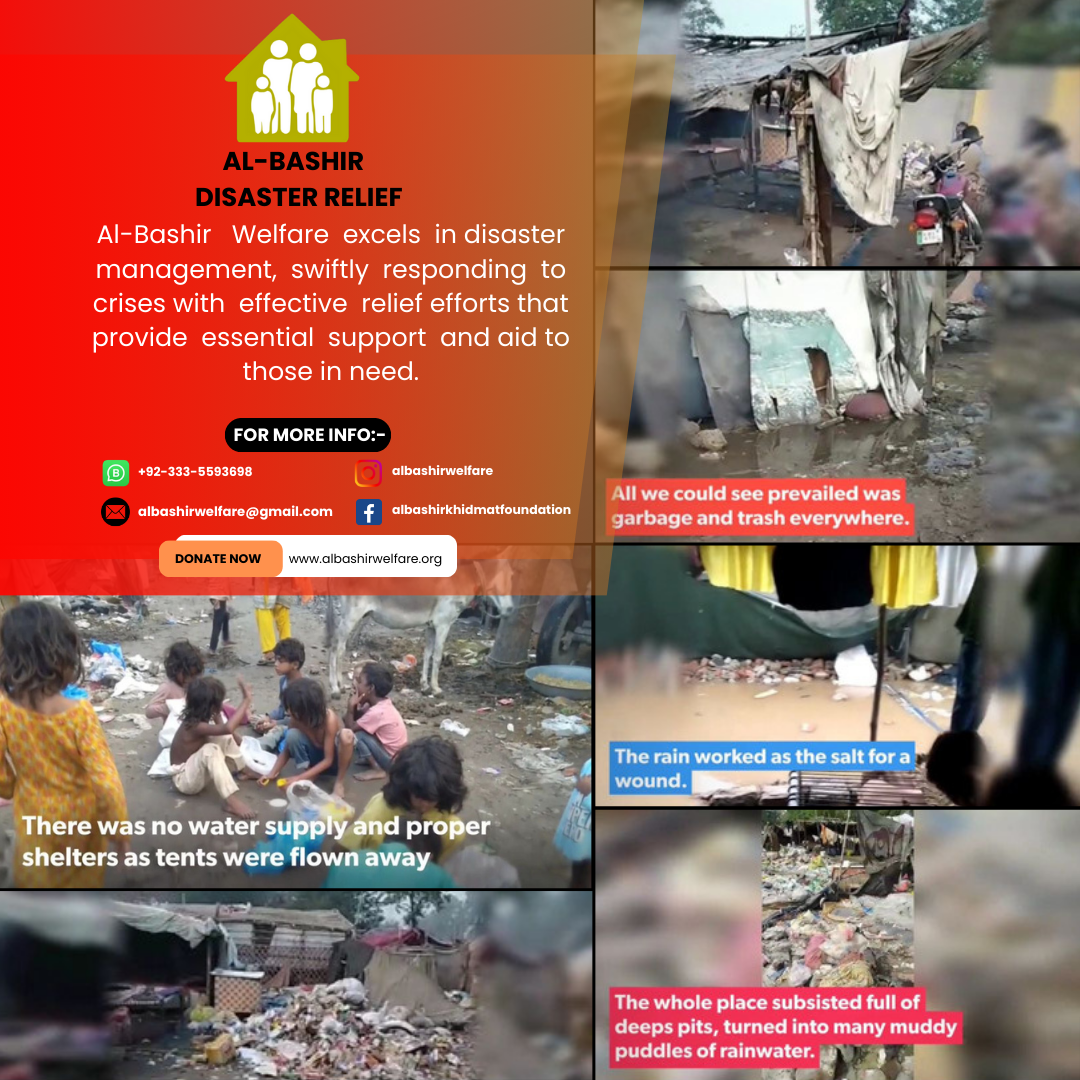 AL-BASHIR
DISASTER RELIEF
Al-Bashir Welfare excels in disaster
management, swiftly responding to
crises with effective relief efforts that
provide essential support and aid to
those in need.
FOR MORE INFO:-
+92-333-5593698
albashirwelfare
albashirwelfare@gmail.com
albashirkhidmatfoundation
DONATE NOW
www.albashirwelfare.org
All we could see prevailed was
garbage and trash everywhere.
There was no water supply and proper
shelters as tents were flown away
The rain worked as the salt for a
wound.
The whole place subsisted full of
deeps pits, turned into many muddy
puddles of rainwater.